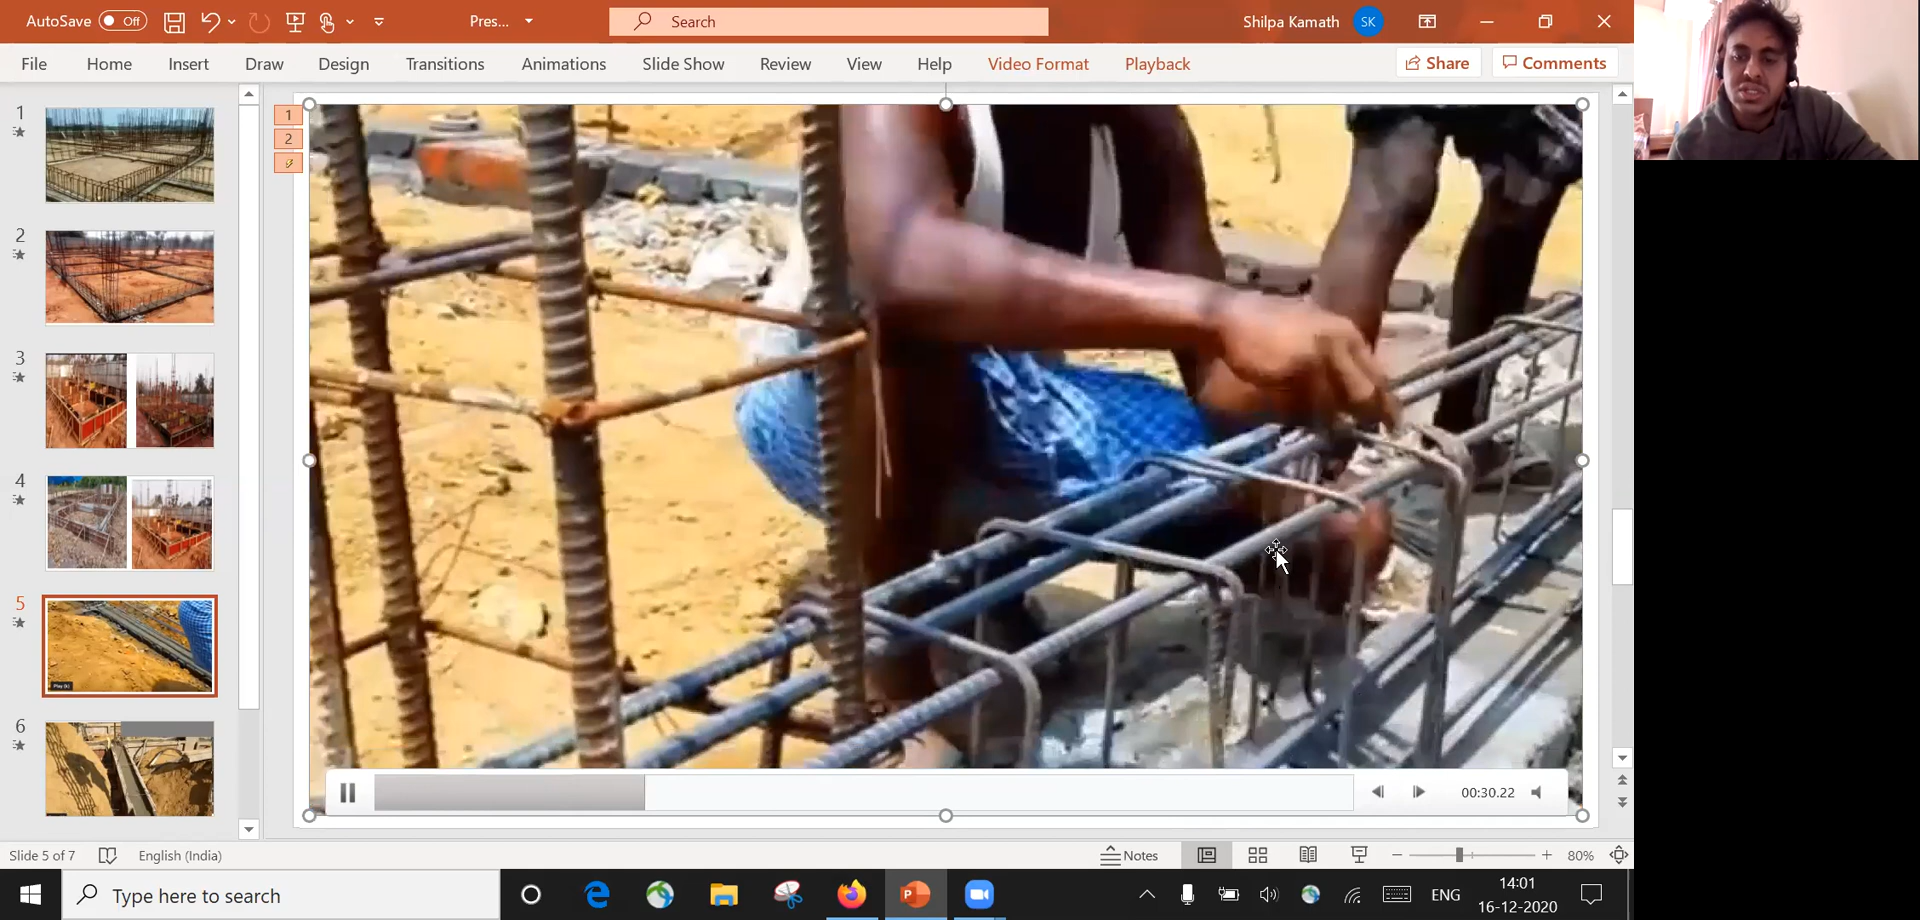 AutoSave Off Pres... Search Shilpa Kamath SK
File Home Insert Draw Design Transitions Animations Slide Show Review View Help Video Format Playback Share Comments
1
2
3
4
5
6
1
2
00:30.22
Slide 5 of 7 English (India) Notes 80%
Type here to search
ENG
14:01
16-12-2020